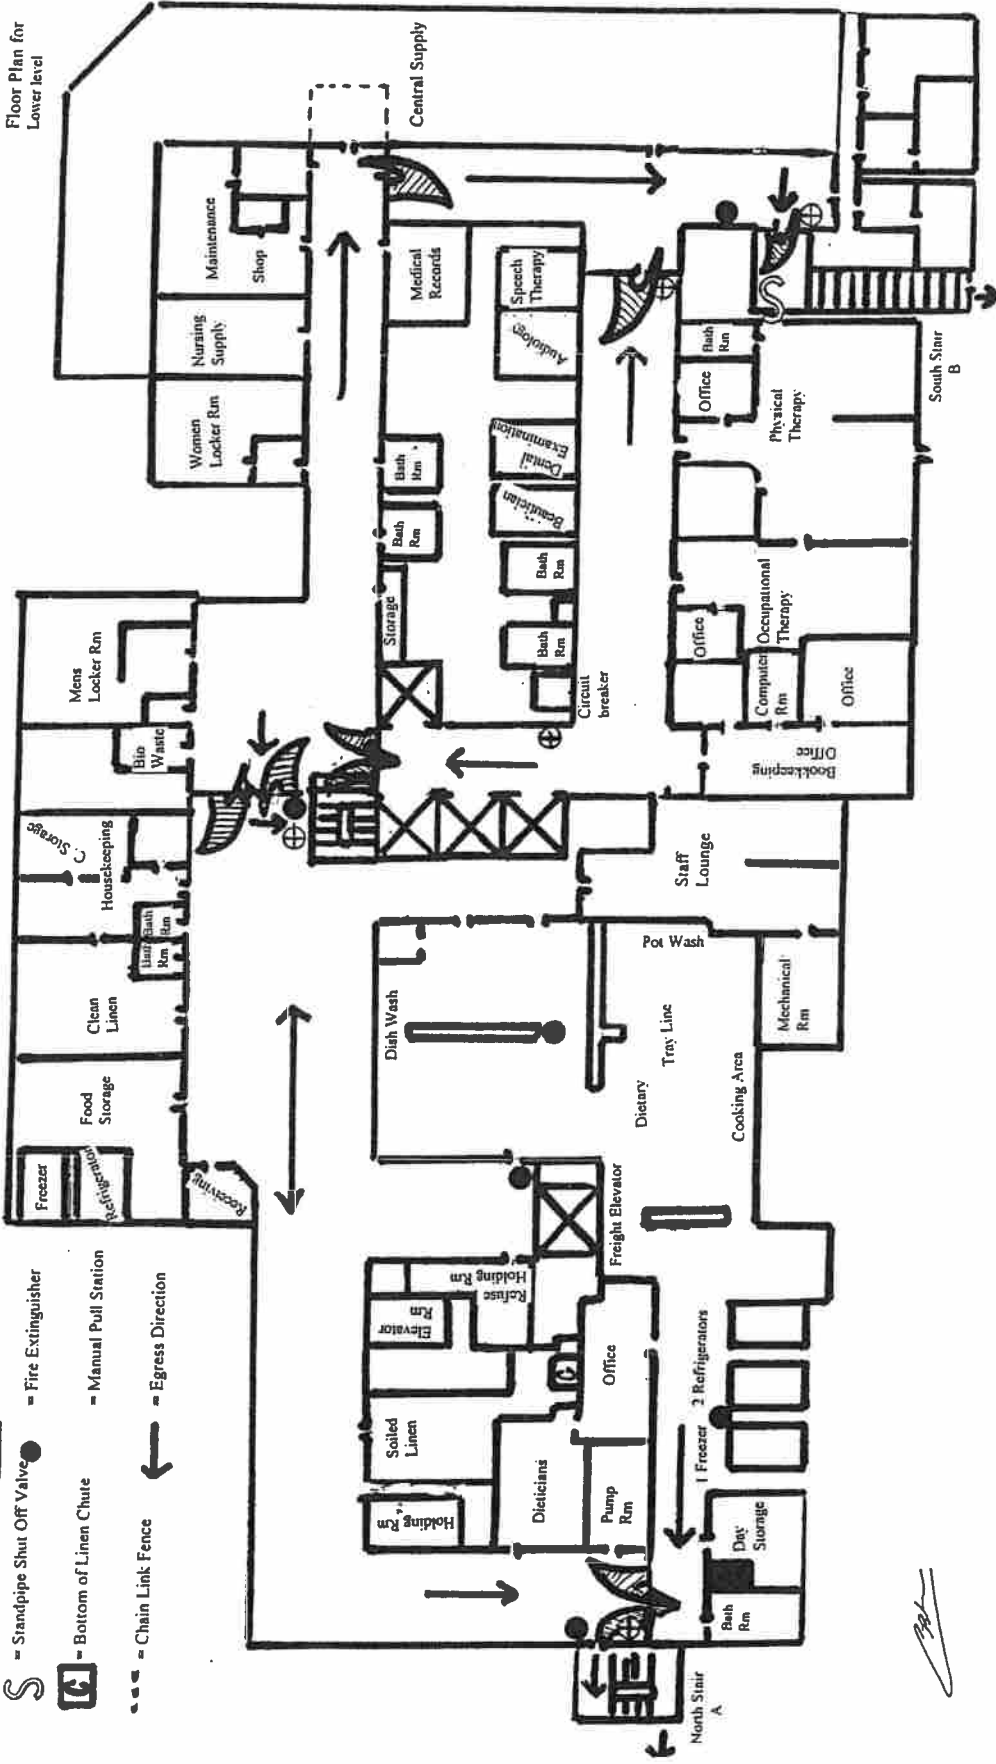 Floor Plan for
Lower level
S = Standpipe Shut Off Valve
= Fire Extinguisher
C = Bottom of Linen Chute
= Manual Pull Station
= Chain Link Fence
= Egress Direction
Freezer
Refrigerator
Receiving
Food
Storage
Clean
Linen
Bath
Rm
Bath
Rm
Housekeeping
C. Storage
Bio
Waste
Mens
Locker Rm
Women
Locker Rm
Nursing
Supply
Maintenance
Shop
Central Supply
Holding
Rm
Soiled
Linen
Elevator
Rm
Refuse
Holding Rm
Dish Wash
Storage
Bath
Rm
Bath
Rm
Medical
Records
Dieticians
C
Office
Pump
Rm
Freight Elevator
Dietary
Tray Line
Pot Wash
Cooking Area
Staff
Lounge
Mechanical
Rm
Circuit
breaker
Bath
Rm
Bath
Rm
Beautician
Dental
Examination
Audiology
Speech
Therapy
1 Freezer 2 Refrigerators
Bath
Rm
Day
Storage
North Stair
A
Bookkeeping
Office
Computer
Rm
Office
Office
Occupational
Therapy
Physical
Therapy
Office
Bath
Rm
S
South Stair
B